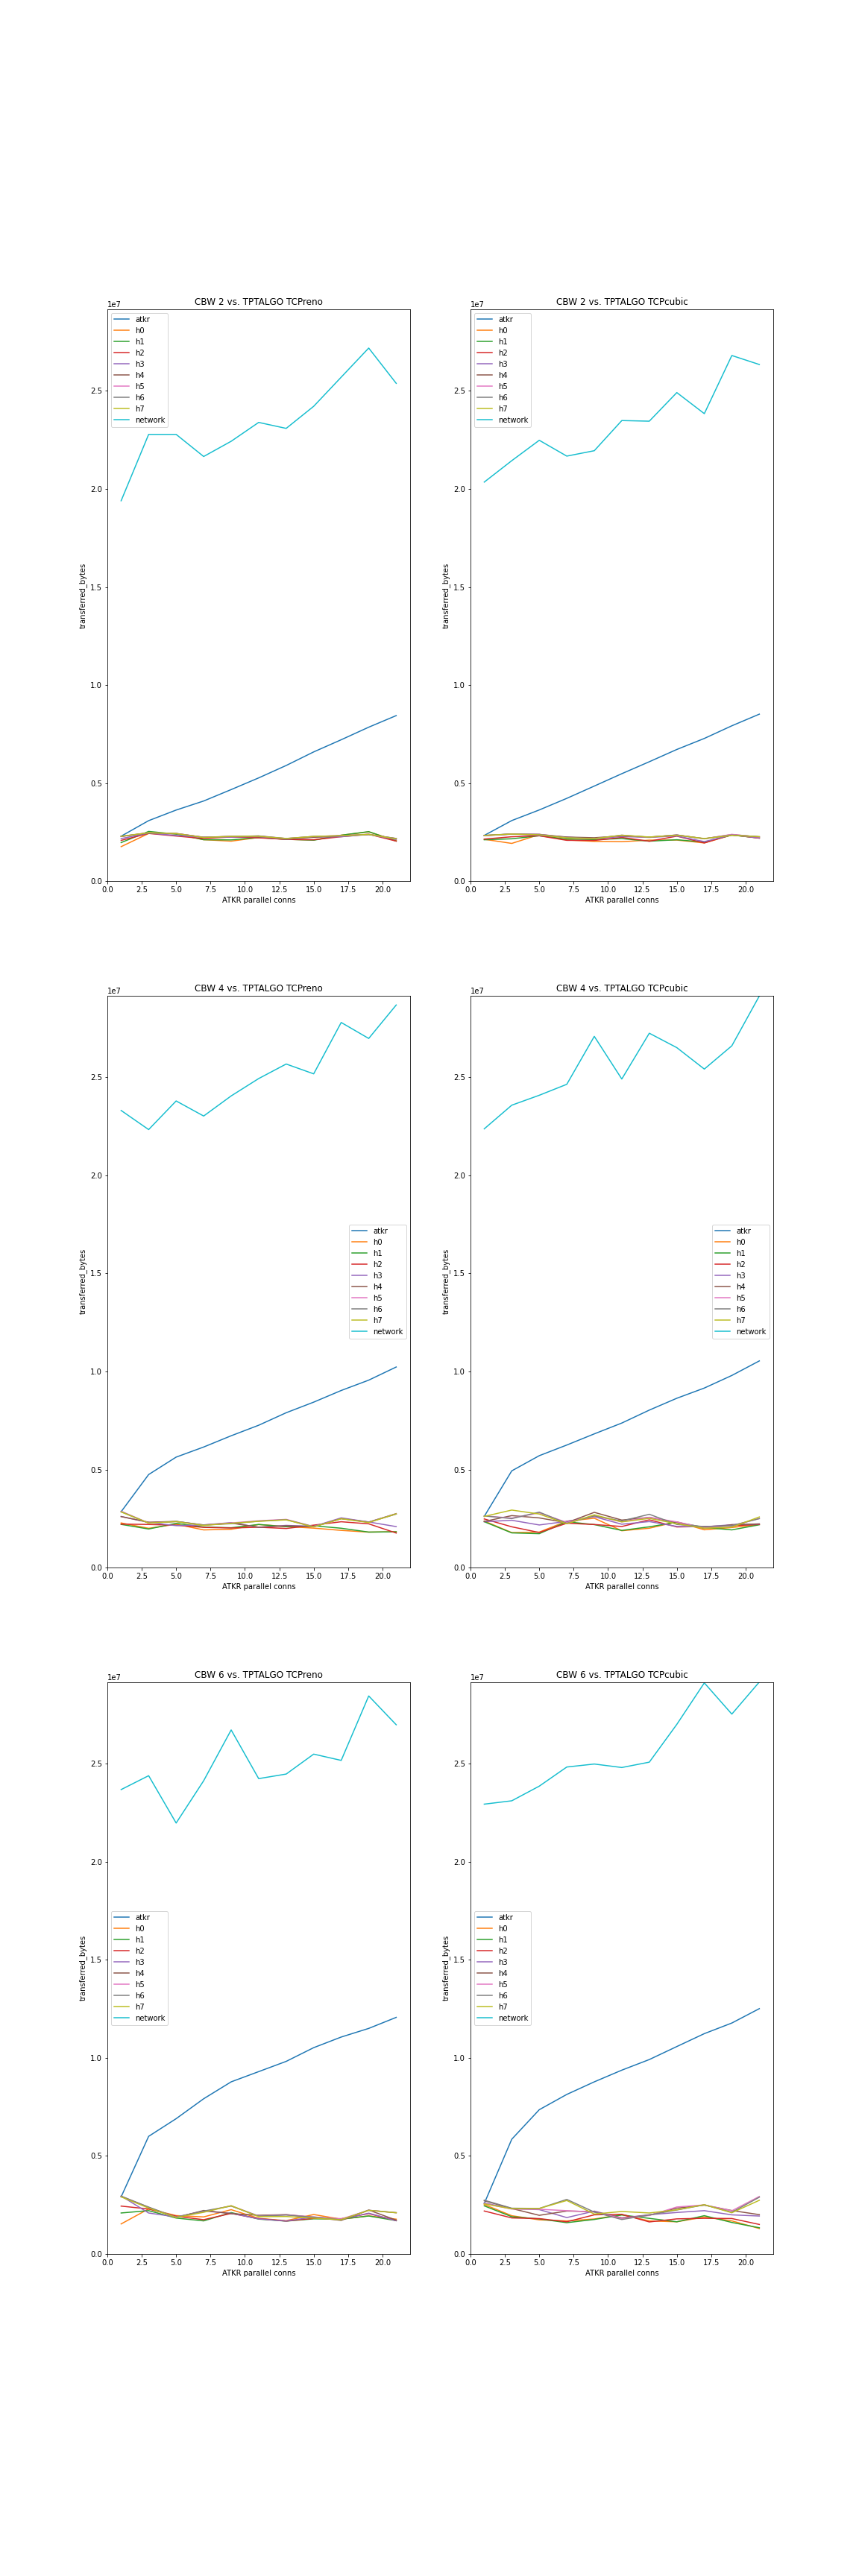 CBW 2 vs. TPTALGO TCPreno
1e7
atkr
h0
h1
h2
h3
h4
h5
h6
h7
network
2.5
2.0
1.5
1.0
0.5
0.0
transferred_bytes
0.0 2.5 5.0 7.5 10.0 12.5 15.0 17.5 20.0
ATKR parallel conns
CBW 2 vs. TPTALGO TCPcubic
1e7
atkr
h0
h1
h2
h3
h4
h5
h6
h7
network
2.5
2.0
1.5
1.0
0.5
0.0
transferred_bytes
0.0 2.5 5.0 7.5 10.0 12.5 15.0 17.5 20.0
ATKR parallel conns
CBW 4 vs. TPTALGO TCPreno
1e7
2.5
2.0
1.5
1.0
0.5
0.0
transferred_bytes
atkr
h0
h1
h2
h3
h4
h5
h6
h7
network
0.0 2.5 5.0 7.5 10.0 12.5 15.0 17.5 20.0
ATKR parallel conns
CBW 4 vs. TPTALGO TCPcubic
1e7
2.5
2.0
1.5
1.0
0.5
0.0
transferred_bytes
atkr
h0
h1
h2
h3
h4
h5
h6
h7
network
0.0 2.5 5.0 7.5 10.0 12.5 15.0 17.5 20.0
ATKR parallel conns
CBW 6 vs. TPTALGO TCPreno
1e7
2.5
2.0
1.5
1.0
0.5
0.0
transferred_bytes
atkr
h0
h1
h2
h3
h4
h5
h6
h7
network
0.0 2.5 5.0 7.5 10.0 12.5 15.0 17.5 20.0
ATKR parallel conns
CBW 6 vs. TPTALGO TCPcubic
1e7
2.5
2.0
1.5
1.0
0.5
0.0
transferred_bytes
atkr
h0
h1
h2
h3
h4
h5
h6
h7
network
0.0 2.5 5.0 7.5 10.0 12.5 15.0 17.5 20.0
ATKR parallel conns